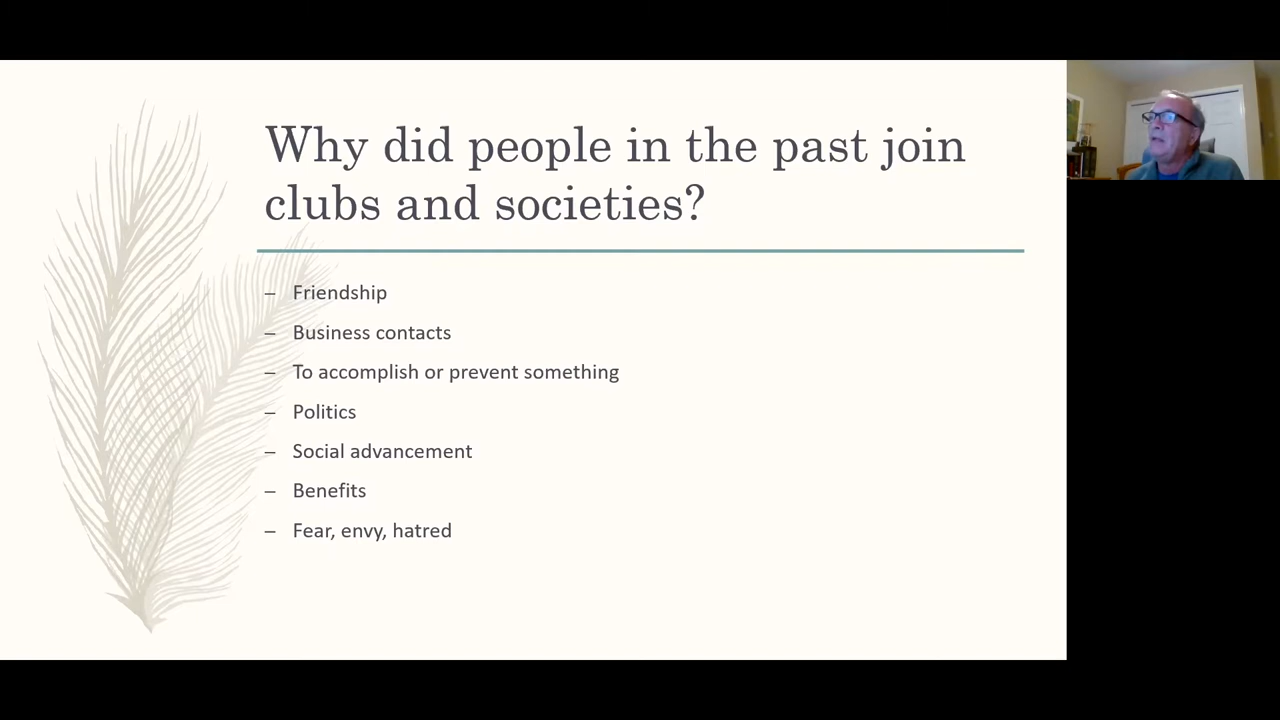 Why did people in the past join
clubs and societies?
– Friendship
– Business contacts
– To accomplish or prevent something
– Politics
– Social advancement
– Benefits
– Fear, envy, hatred